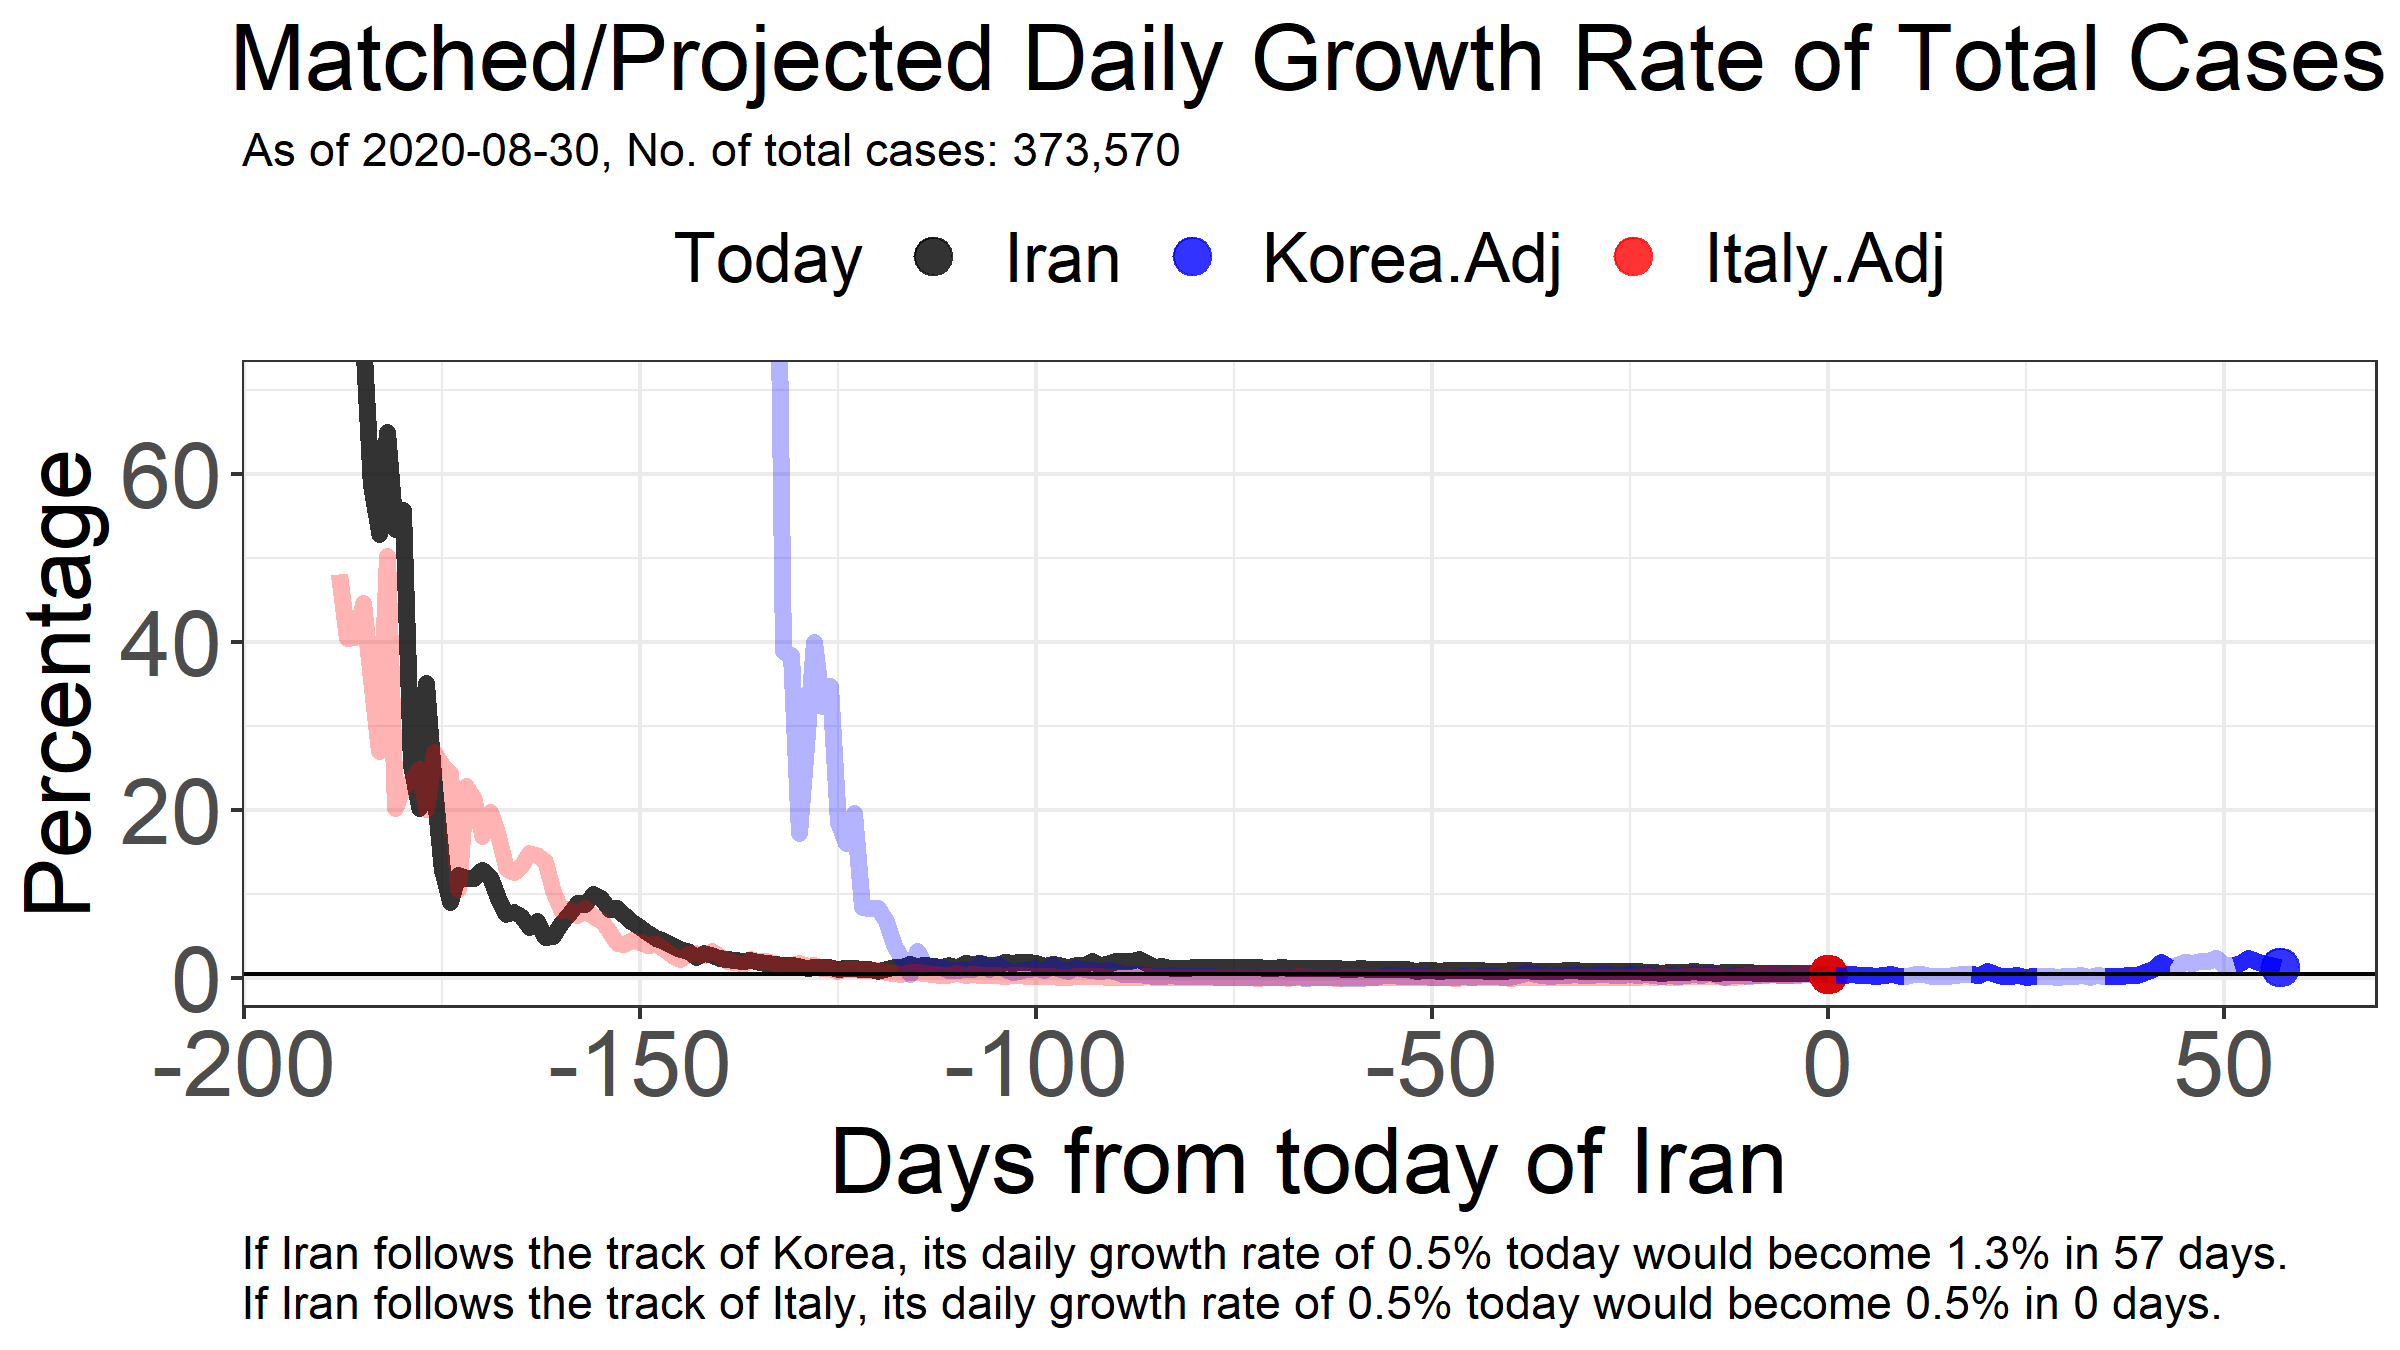 Matched/Projected Daily Growth Rate of Total Cases
As of 2020-08-30, No. of total cases: 373,570
Today Iran Korea.Adj Italy.Adj
Percentage
60
40
20
0
-200 -150 -100 -50 0 50
Days from today of Iran
If Iran follows the track of Korea, its daily growth rate of 0.5% today would become 1.3% in 57 days.
If Iran follows the track of Italy, its daily growth rate of 0.5% today would become 0.5% in 0 days.